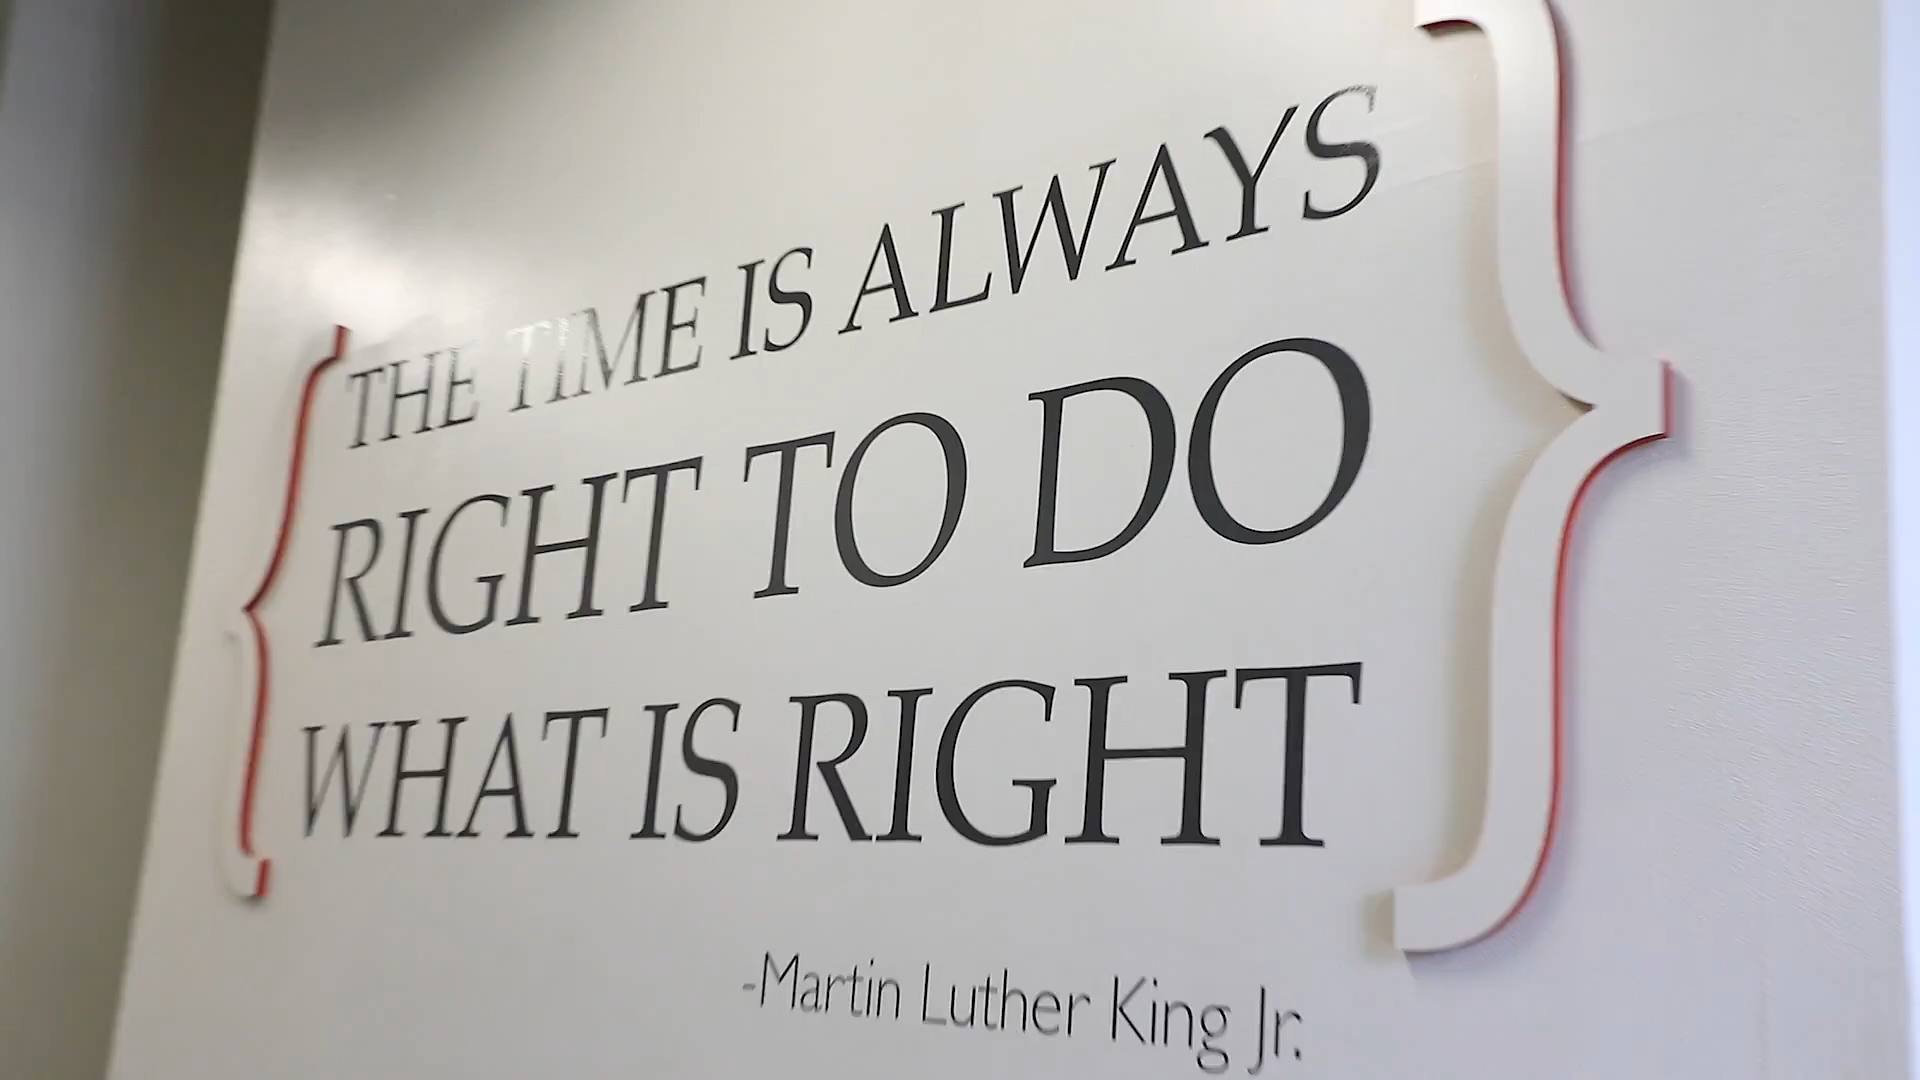 THE TIME IS ALWAYS
RIGHT TO DO
WHAT IS RIGHT
-Martin Luther King Jr.